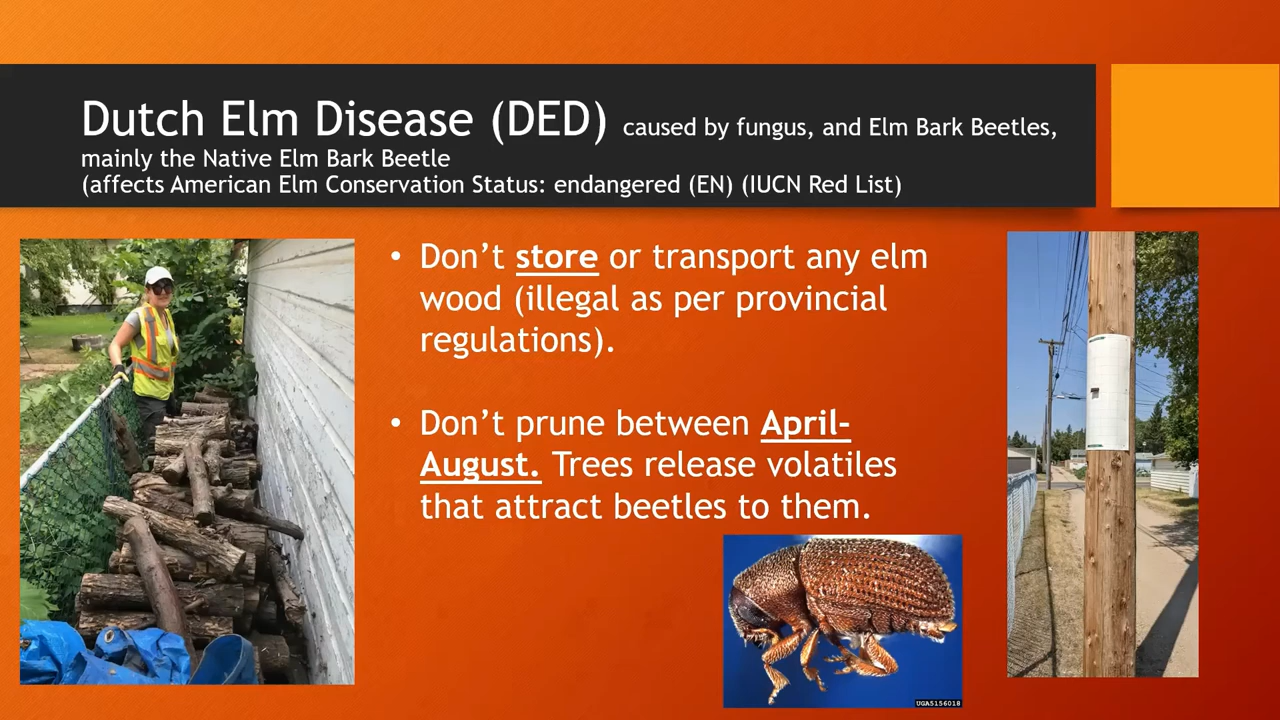 Dutch Elm Disease (DED) caused by fungus, and Elm Bark Beetles,
mainly the Native Elm Bark Beetle
(affects American Elm Conservation Status: endangered (EN) (IUCN Red List)
• Don’t store or transport any elm
wood (illegal as per provincial
regulations).
• Don’t prune between April-
August. Trees release volatiles
that attract beetles to them.
UGA5156018